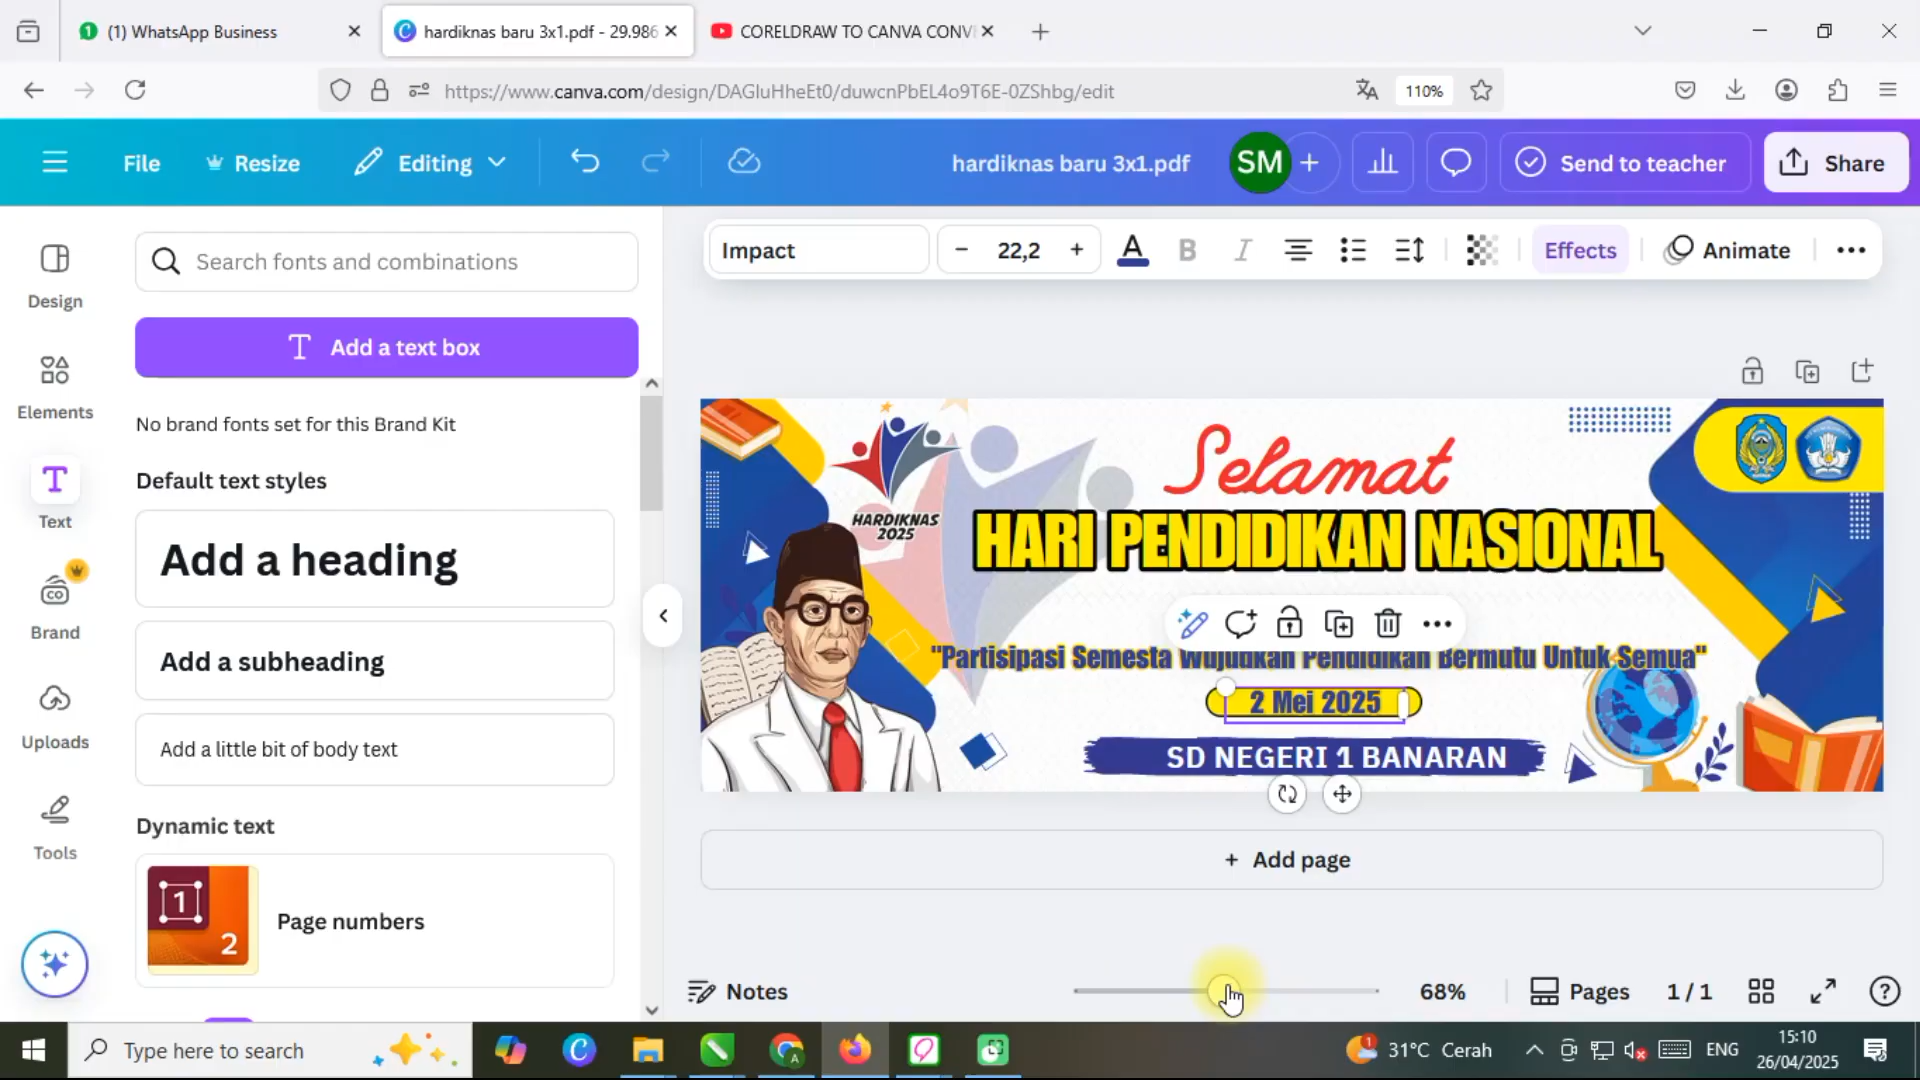 (1) WhatsApp Business
hardiknas baru 3x1.pdf - 29.986
CORELDRAW TO CANVA CONV
https://www.canva.com/design/DAGluHheEt0/duwcnPbEL4o9T6E-0ZShbg/edit
110%
File
Resize
Editing
hardiknas baru 3x1.pdf
SM
Send to teacher
Share
Impact
22,2
Effects
Animate
Design
Elements
Text
Brand
Uploads
Tools
Search fonts and combinations
Add a text box
No brand fonts set for this Brand Kit
Default text styles
Add a heading
Add a subheading
Add a little bit of body text
Dynamic text
Page numbers
HARDIKNAS
2025
Selamat
HARI PENDIDIKAN NASIONAL
"Partisipasi Semesta Wujudkan Pendidikan Bermutu Untuk Semua"
2 Mei 2025
SD NEGERI 1 BANARAN
+ Add page
Notes
68%
Pages
1 / 1
Type here to search
31°C Cerah
ENG
15:10
26/04/2025